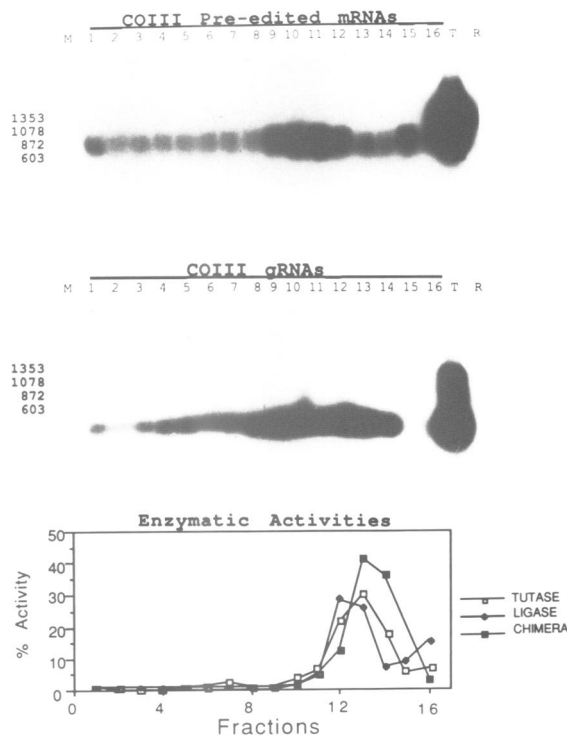 COIII Pre-edited mRNAs
M 1 2 3 4 5 6 7 8 9 10 11 12 13 14 15 16 T R
1353
1078
872
603
COIII gRNAs
M 1 2 3 4 5 6 7 8 9 10 11 12 13 14 15 16 T R
1353
1078
872
603
Enzymatic Activities
50
40
30
20
10
0
% Activity
0 4 8 12 16
Fractions
TUTASE
LIGASE
CHIMERA